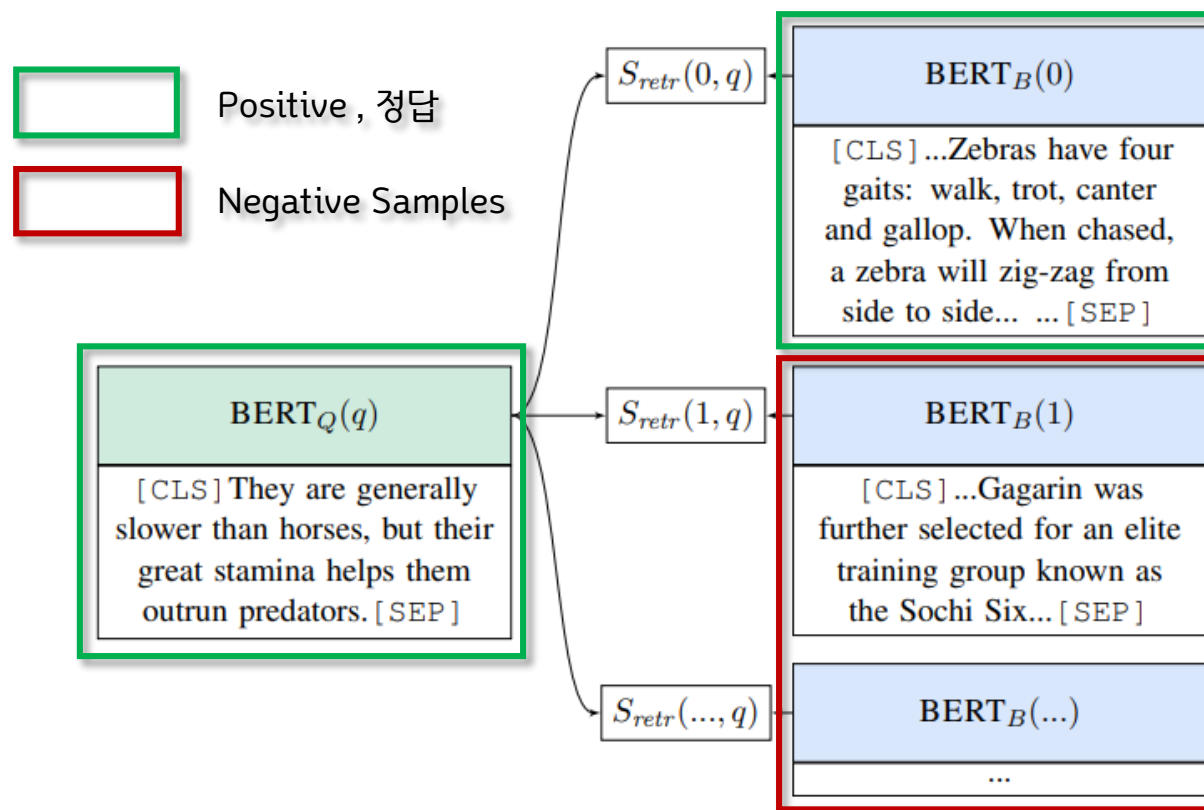 Positive , 정답
Negative Samples
BERT_Q(q)
[CLS]They are generally
slower than horses, but their
great stamina helps them
outrun predators.[SEP]
S_retr(0, q)
S_retr(1, q)
S_retr(..., q)
BERT_B(0)
[CLS]...Zebras have four
gaits: walk, trot, canter
and gallop. When chased,
a zebra will zig-zag from
side to side... ...[SEP]
BERT_B(1)
[CLS]...Gagarin was
further selected for an elite
training group known as
the Sochi Six...[SEP]
BERT_B(...)
...